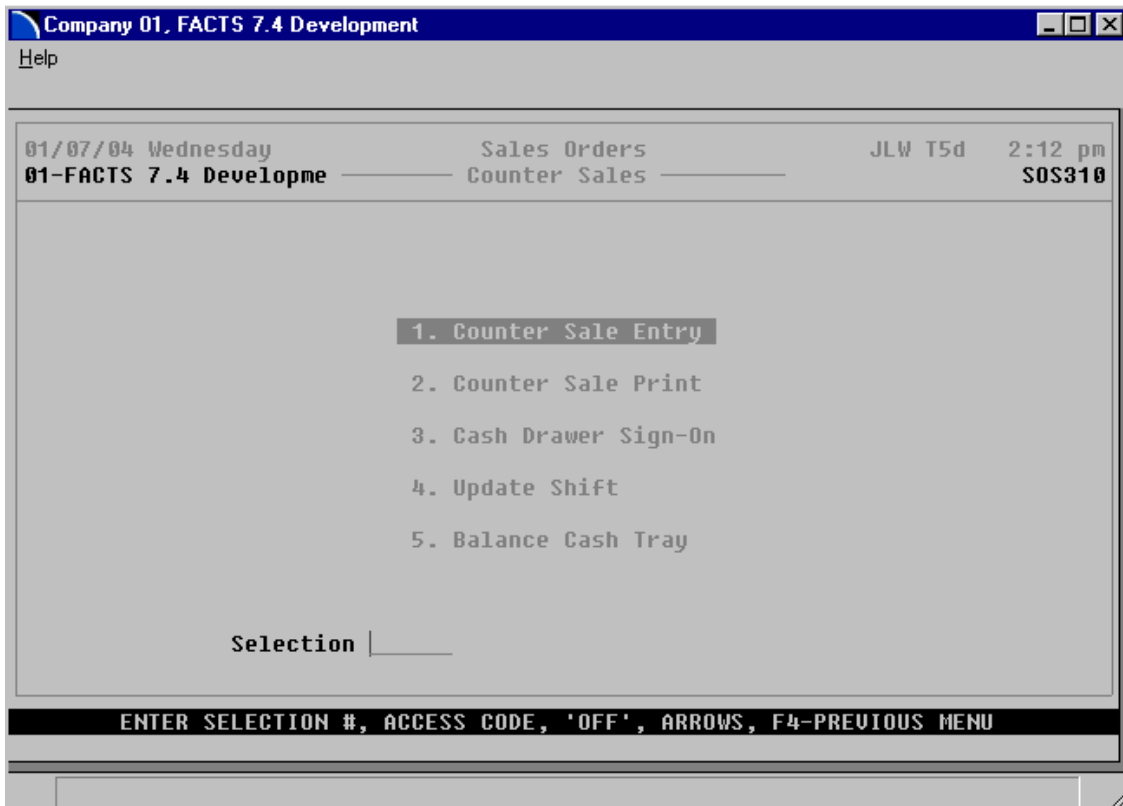 Company 01, FACTS 7.4 Development
Help
01/07/04 Wednesday Sales Orders JLW T5d 2:12 pm
01-FACTS 7.4 Developme Counter Sales SOS310
1. Counter Sale Entry
2. Counter Sale Print
3. Cash Drawer Sign-On
4. Update Shift
5. Balance Cash Tray
Selection
ENTER SELECTION #, ACCESS CODE, 'OFF', ARROWS, F4-PREVIOUS MENU